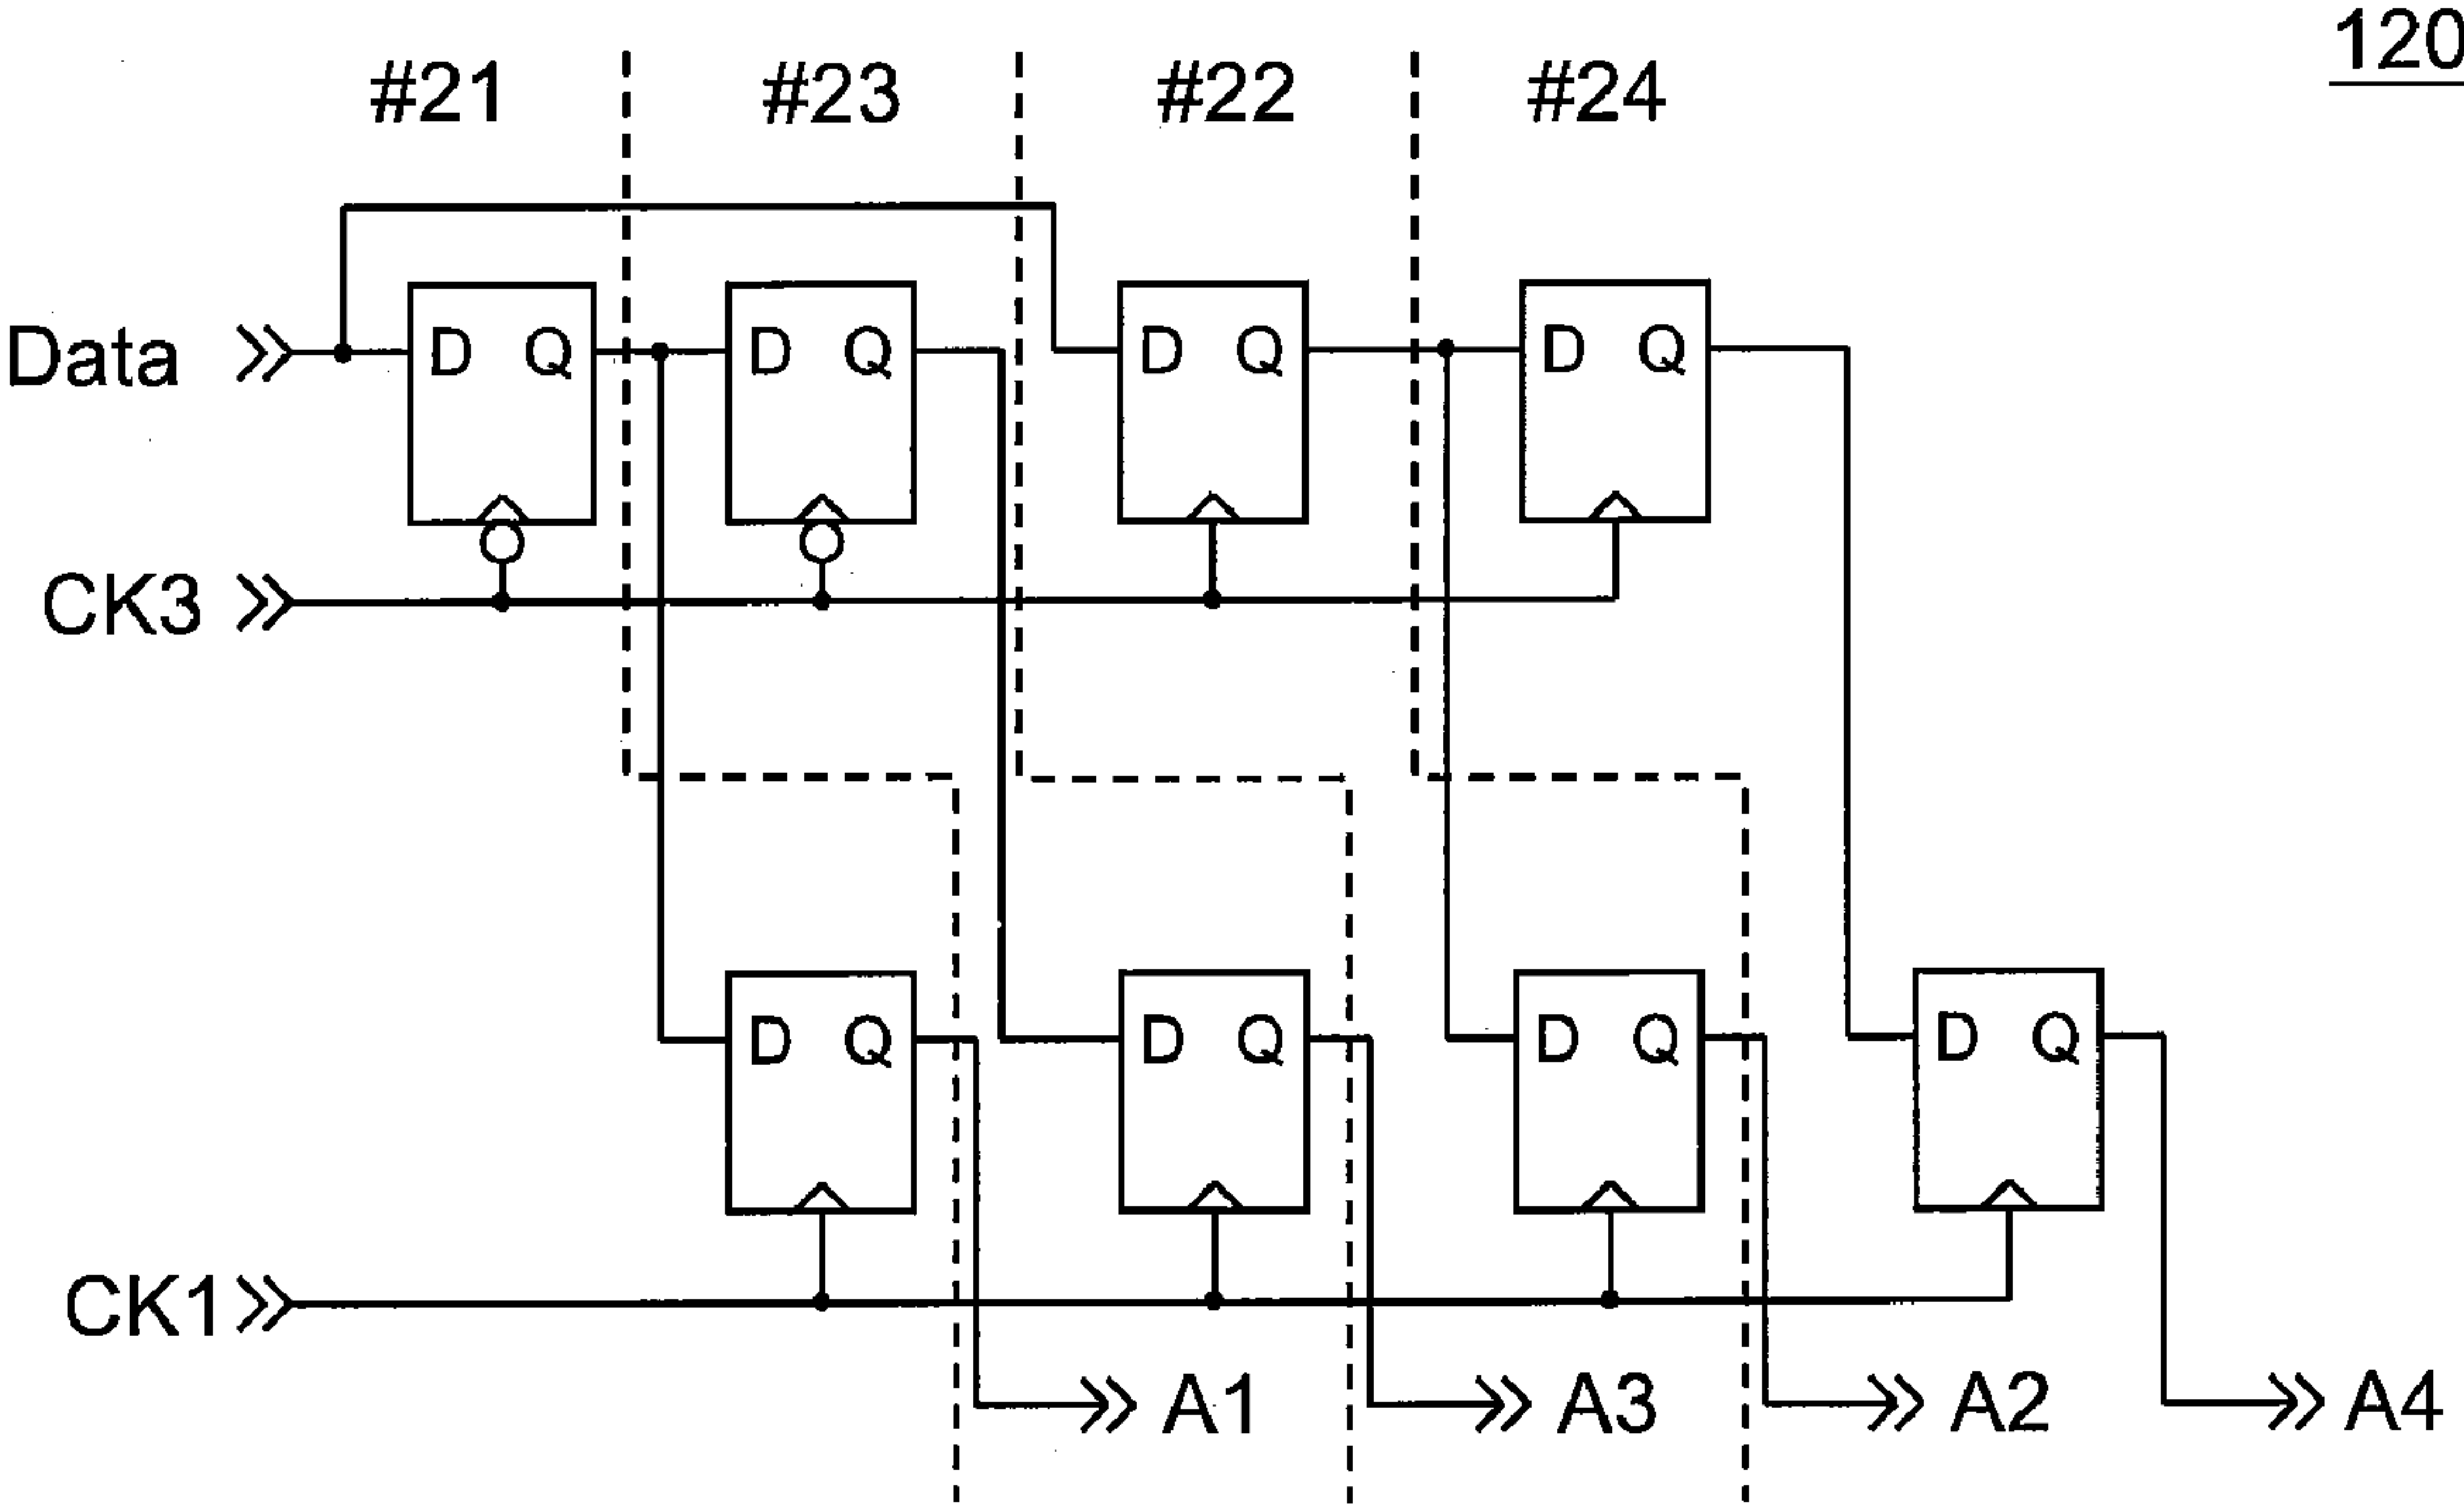 120
#21 #23 #22 #24
Data
D Q D Q D Q D Q
CK3
D Q D Q D Q D Q
CK1
A1 A3 A2 A4